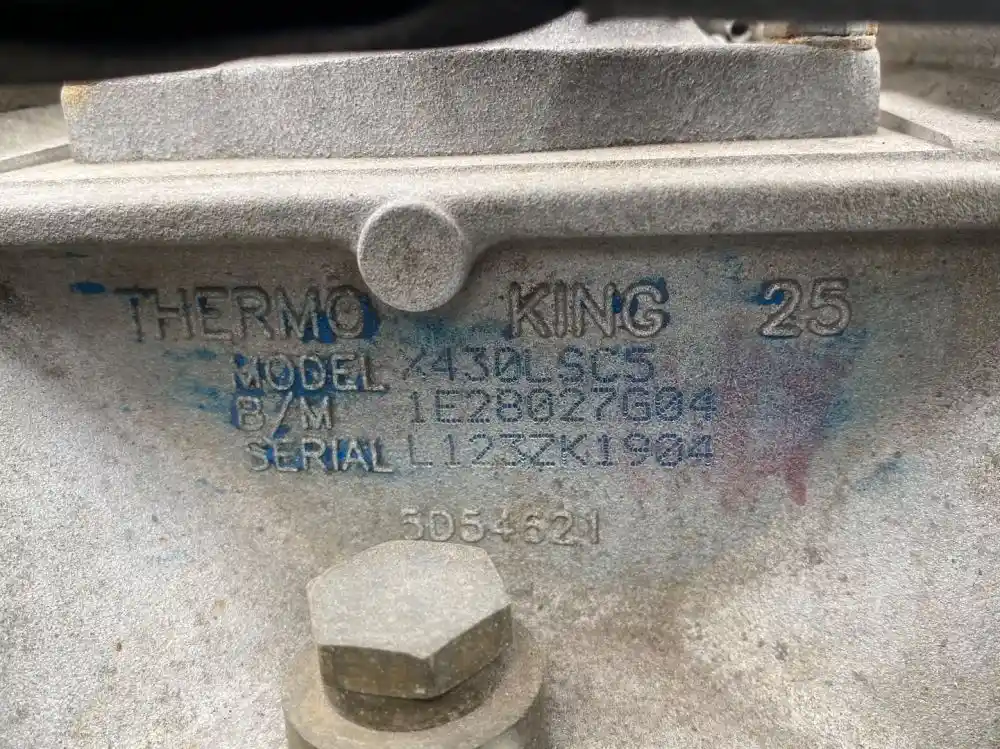 THERMO KING 25
MODEL X430LSC5
B/M 1E28027G04
SERIAL L123ZK1904
5D54621